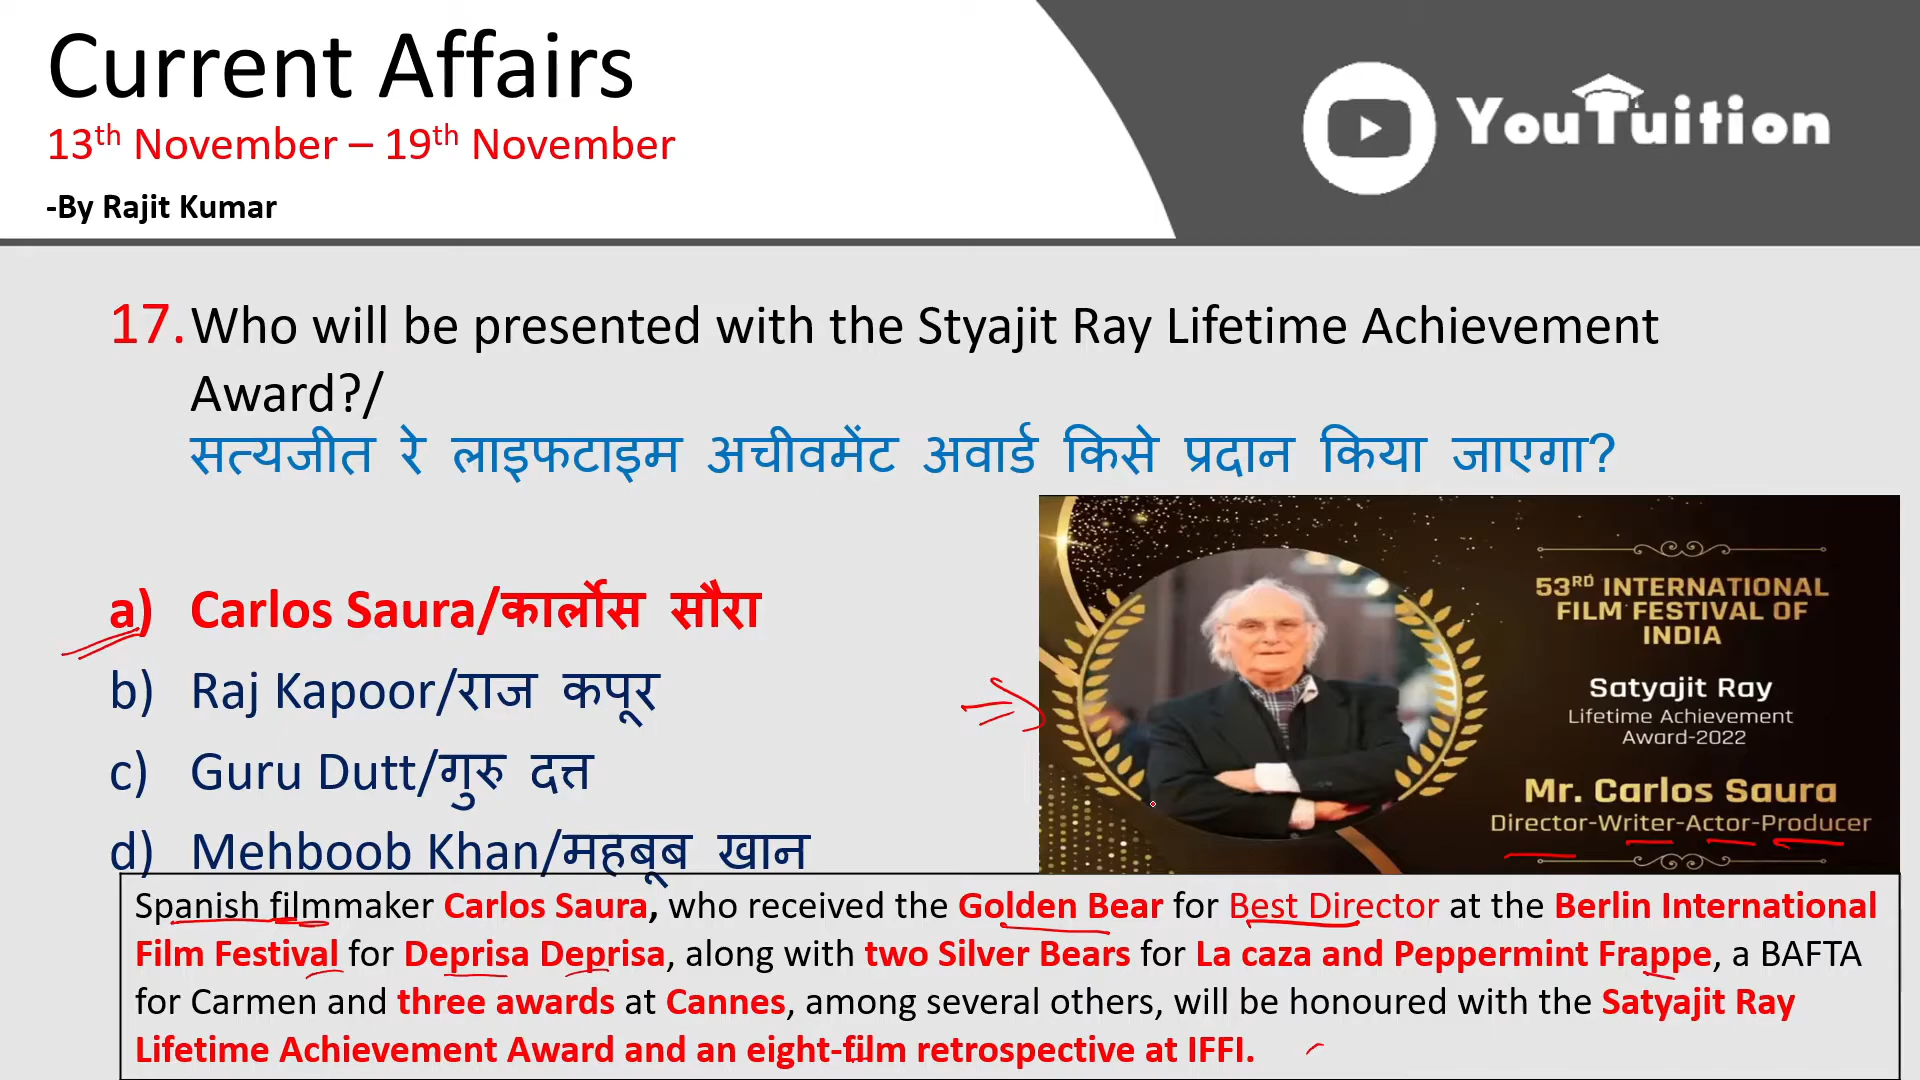 Current Affairs
13th November – 19th November
-By Rajit Kumar
YouTuition
17. Who will be presented with the Styajit Ray Lifetime Achievement
Award?/
सत्यजीत रे लाइफटाइम अचीवमेंट अवार्ड किसे प्रदान किया जाएगा?
a) Carlos Saura/कार्लोस सौरा
b) Raj Kapoor/राज कपूर
c) Guru Dutt/गुरु दत्त
d) Mehboob Khan/महबूब खान
53RD INTERNATIONAL
FILM FESTIVAL OF
INDIA
Satyajit Ray
Lifetime Achievement
Award-2022
Mr. Carlos Saura
Director-Writer-Actor-Producer
Spanish filmmaker Carlos Saura, who received the Golden Bear for Best Director at the Berlin International
Film Festival for Deprisa Deprisa, along with two Silver Bears for La caza and Peppermint Frappe, a BAFTA
for Carmen and three awards at Cannes, among several others, will be honoured with the Satyajit Ray
Lifetime Achievement Award and an eight-film retrospective at IFFI.